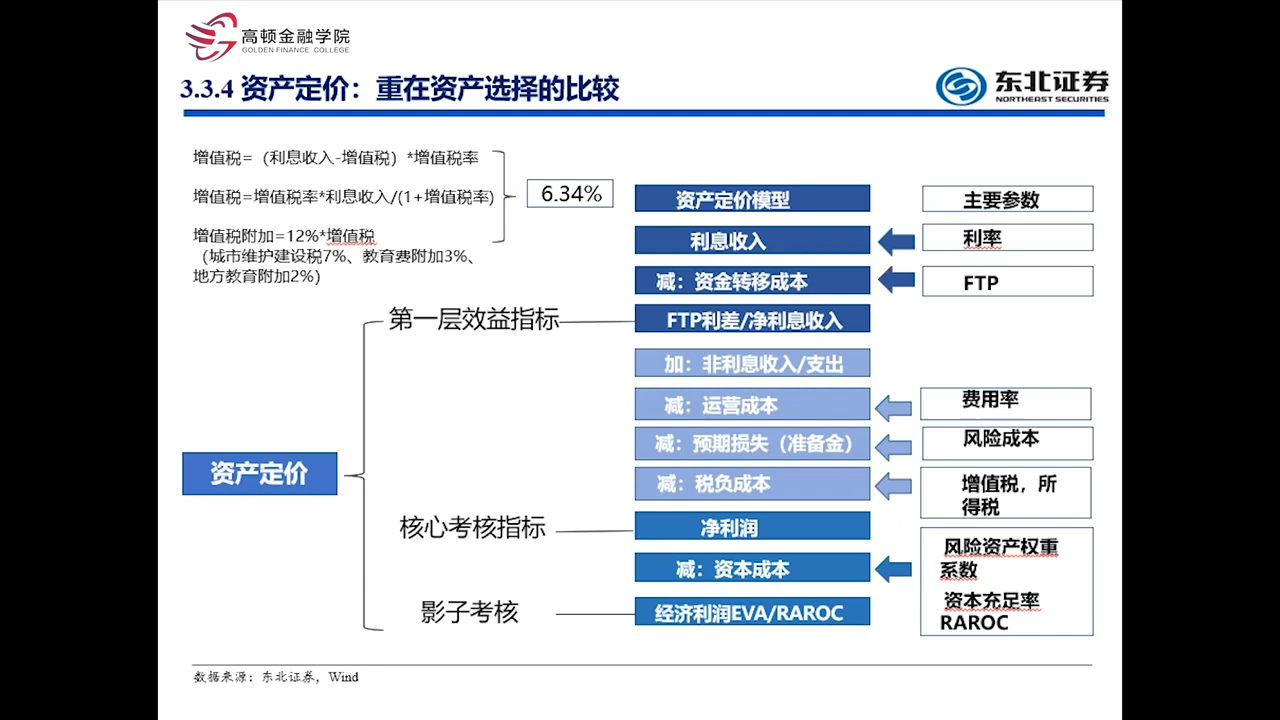 高顿金融学院
GOLDEN FINANCE COLLEGE
3.3.4 资产定价：重在资产选择的比较
东北证券
NORTHEAST SECURITIES
增值税=（利息收入-增值税）*增值税率
增值税=增值税率*利息收入/(1+增值税率)
6.34%
增值税附加=12%*增值税
（城市维护建设税7%、教育费附加3%、
地方教育附加2%）
资产定价模型
主要参数
利息收入
利率
减：资金转移成本
FTP
第一层效益指标
FTP利差/净利息收入
加：非利息收入/支出
减：运营成本
费用率
减：预期损失（准备金）
风险成本
资产定价
减：税负成本
增值税，所
得税
核心考核指标
净利润
减：资本成本
风险资产权重
系数
资本充足率
RAROC
影子考核
经济利润EVA/RAROC
数据来源：东北证券，Wind